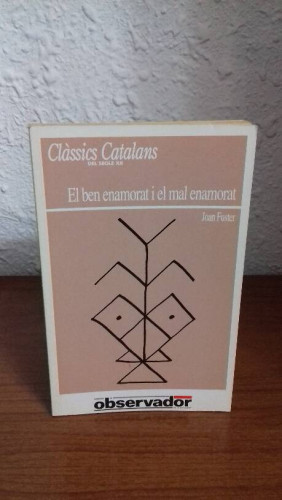 Clàssics Catalans
DEL SEGLE XX
El ben enamorat i el mal enamorat
Joan Fuster
observador